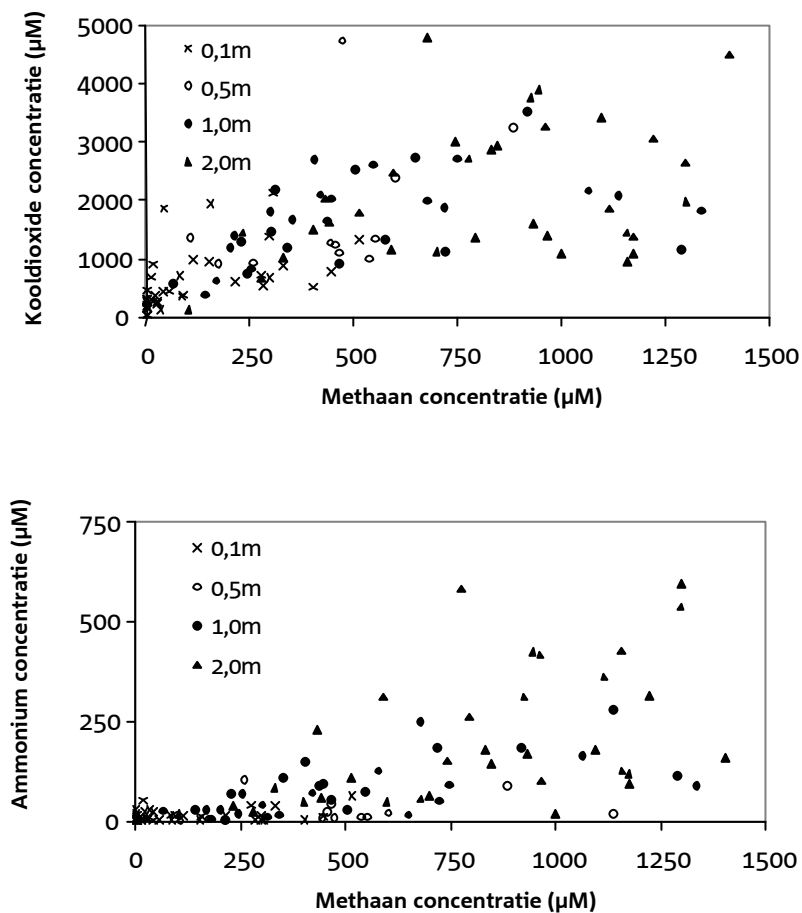 Kooldioxide concentratie (µM)
5000
4000
3000
2000
1000
0
0,1m
0,5m
1,0m
2,0m
0 250 500 750 1000 1250 1500
Methaan concentratie (µM)
Ammonium concentratie (µM)
750
500
250
0
0,1m
0,5m
1,0m
2,0m
0 250 500 750 1000 1250 1500
Methaan concentratie (µM)